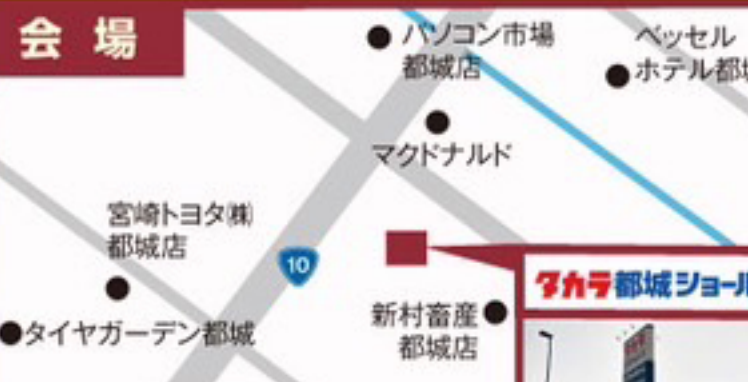 会場
パソコン市場
都城店
ベッセル
ホテル都城
マクドナルド
宮崎トヨタ㈱
都城店
10
タカラ都城ショール
新村畜産
都城店
タイヤガーデン都城